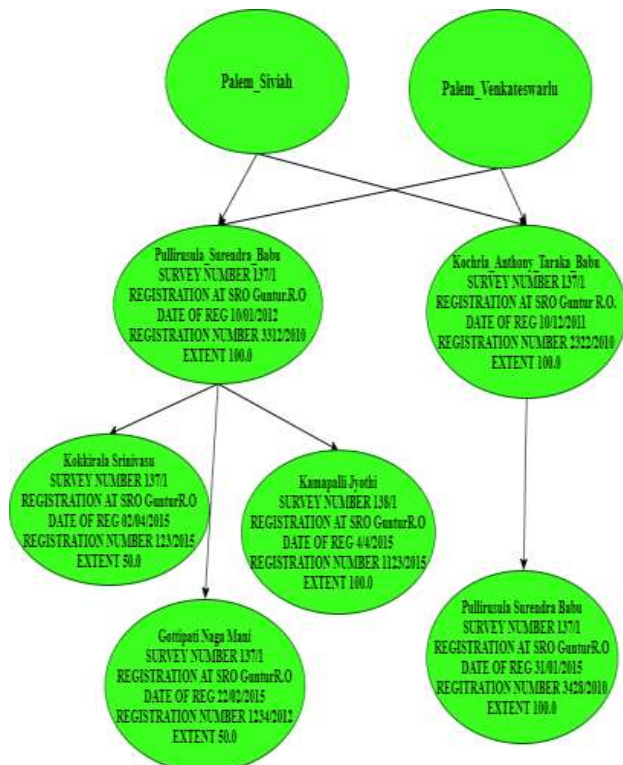 Palem_Siviah
Palem_Venkateswarlu
Pullirusula_Surendra_Babu
SURVEY NUMBER 137/1
REGISTRATION AT SRO Guntur.R.O
DATE OF REG 10/01/2012
REGISTRATION NUMBER 3312/2010
EXTENT 100.0
Kochrla_Anthony_Taraka_Babu
SURVEY NUMBER 137/1
REGISTRATION AT SRO Guntur R.O.
DATE OF REG 10/12/2011
REGISTRATION NUMBER 2322/2010
EXTENT 100.0
Kokkirala Srinivasu
SURVEY NUMBER 137/1
REGISTRATION AT SRO GunturR.O
DATE OF REG 02/04/2015
REGISTRATION NUMBER 123/2015
EXTENT 50.0
Kamapalli Jyothi
SURVEY NUMBER 138/1
REGISTRATION AT SRO GunturR.O
DATE OF REG 4/4/2015
REGISTRATION NUMBER 1123/2015
EXTENT 100.0
Gottipati Naga Mani
SURVEY NUMBER 137/1
REGISTRATION AT SRO GunturR.O
DATE OF REG 22/02/2015
REGISTRATION NUMBER 1234/2012
EXTENT 50.0
Pullirusula Surendra Babu
SURVEY NUMBER 137/1
REGISTRATION AT SRO GunturR.O
DATE OF REG 31/01/2015
REGITRATION NUMBER 3428/2010
EXTENT 100.0